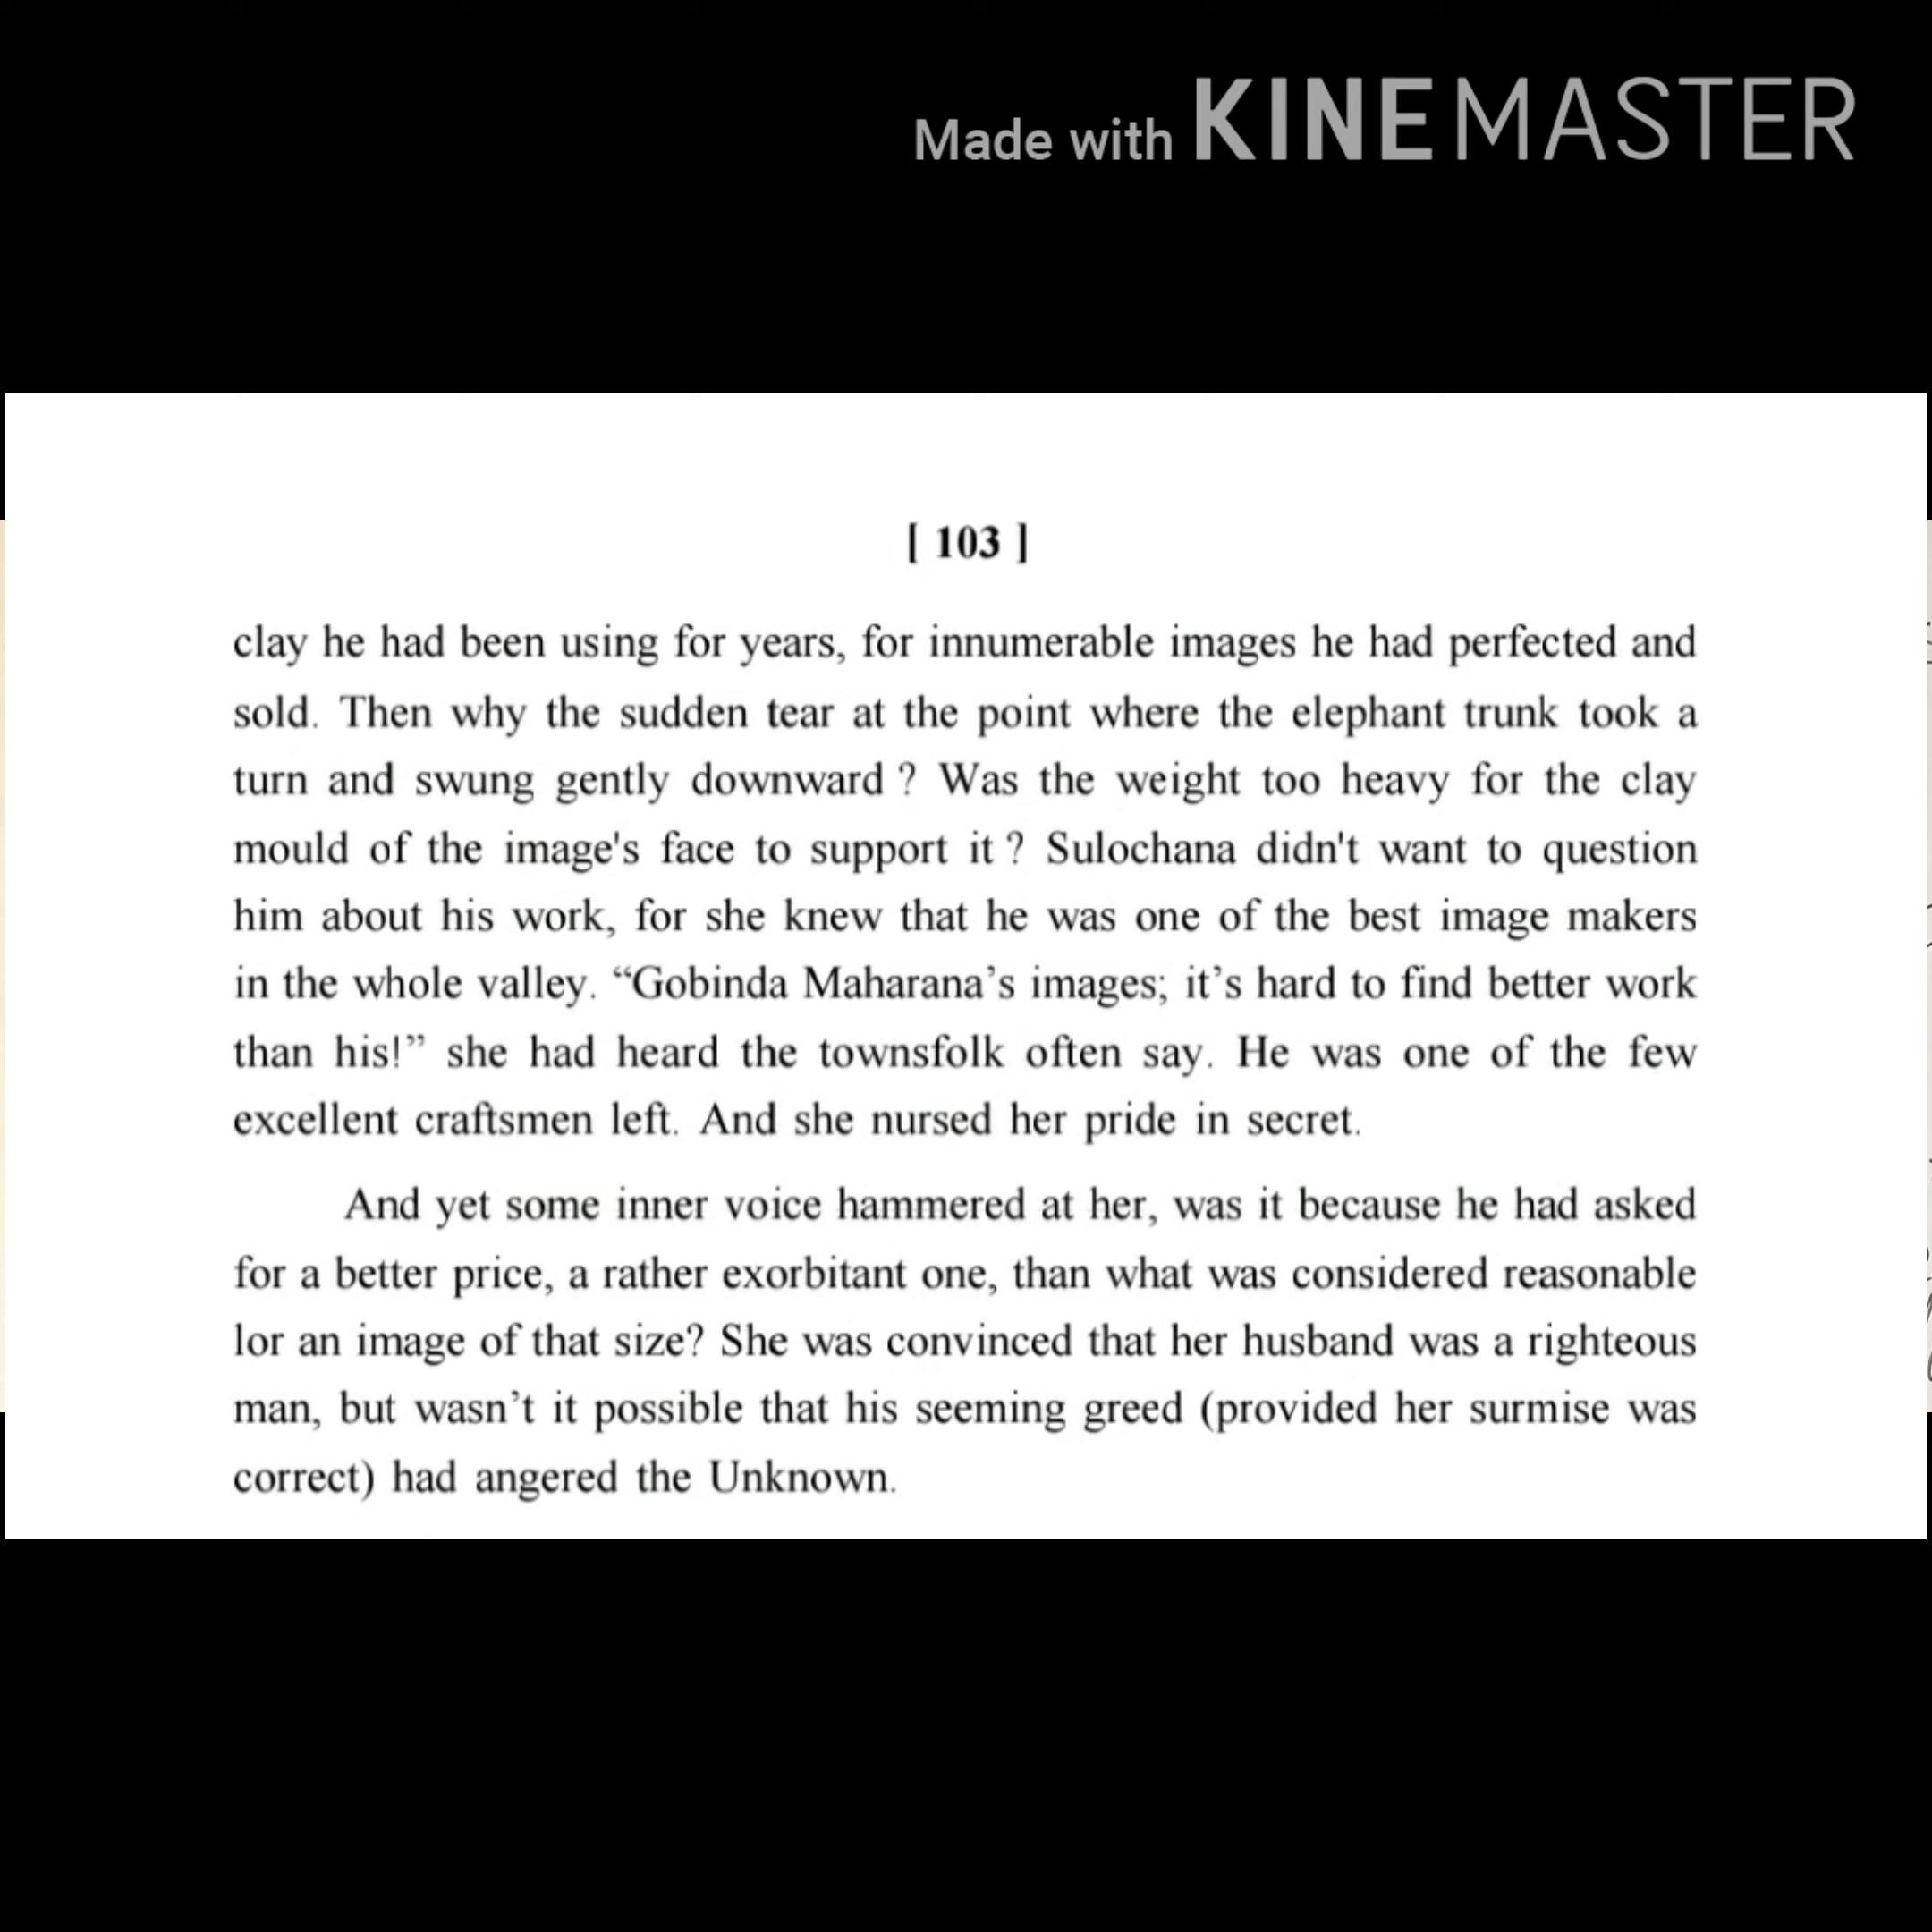 Made with KINEMASTER
[ 103 ]
clay he had been using for years, for innumerable images he had perfected and
sold. Then why the sudden tear at the point where the elephant trunk took a
turn and swung gently downward ? Was the weight too heavy for the clay
mould of the image's face to support it ? Sulochana didn't want to question
him about his work, for she knew that he was one of the best image makers
in the whole valley. “Gobinda Maharana’s images; it’s hard to find better work
than his!” she had heard the townsfolk often say. He was one of the few
excellent craftsmen left. And she nursed her pride in secret.
And yet some inner voice hammered at her, was it because he had asked
for a better price, a rather exorbitant one, than what was considered reasonable
lor an image of that size? She was convinced that her husband was a righteous
man, but wasn’t it possible that his seeming greed (provided her surmise was
correct) had angered the Unknown.